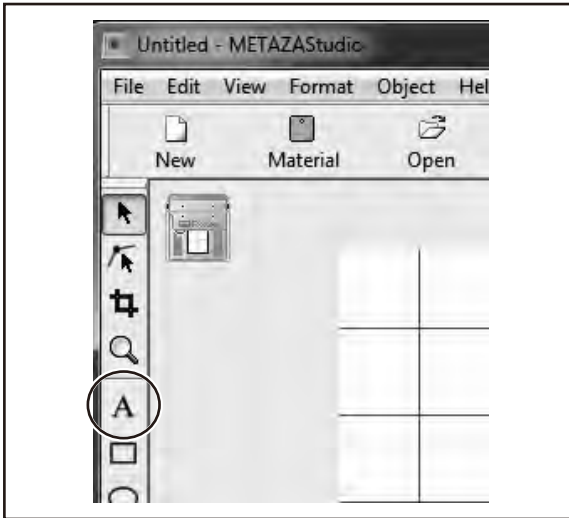 Untitled - METAZAStudio
File Edit View Format Object Hel
New Material Open
A